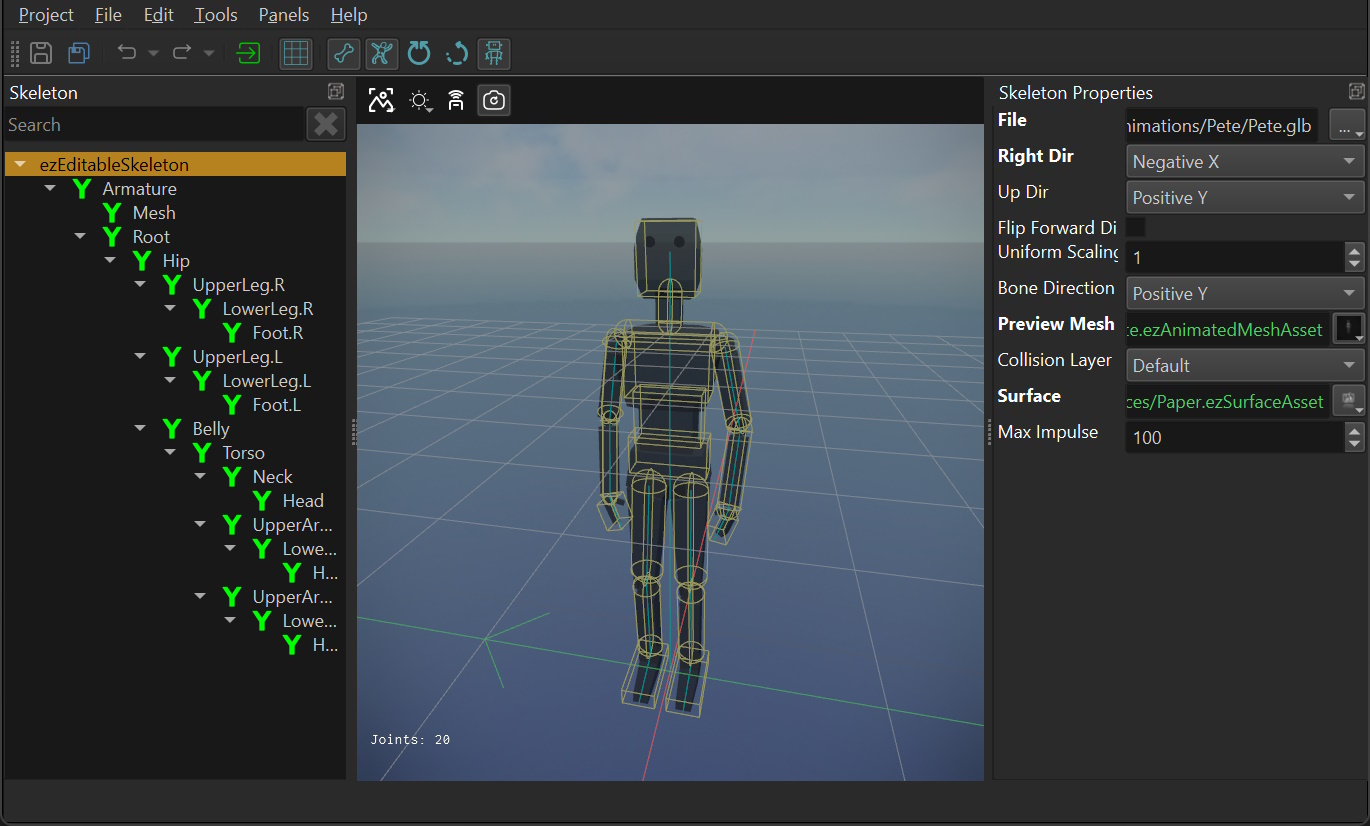 Project File Edit Tools Panels Help
Skeleton
Search
ezEditableSkeleton
Armature
Mesh
Root
Hip
UpperLeg.R
LowerLeg.R
Foot.R
UpperLeg.L
LowerLeg.L
Foot.L
Belly
Torso
Neck
Head
UpperAr...
Lowe...
H...
UpperAr...
Lowe...
H...
Joints: 20
Skeleton Properties
File nimations/Pete/Pete.glb ...
Right Dir Negative X
Up Dir Positive Y
Flip Forward Di
Uniform Scaling 1
Bone Direction Positive Y
Preview Mesh te.ezAnimatedMeshAsset
Collision Layer Default
Surface ces/Paper.ezSurfaceAsset
Max Impulse 100